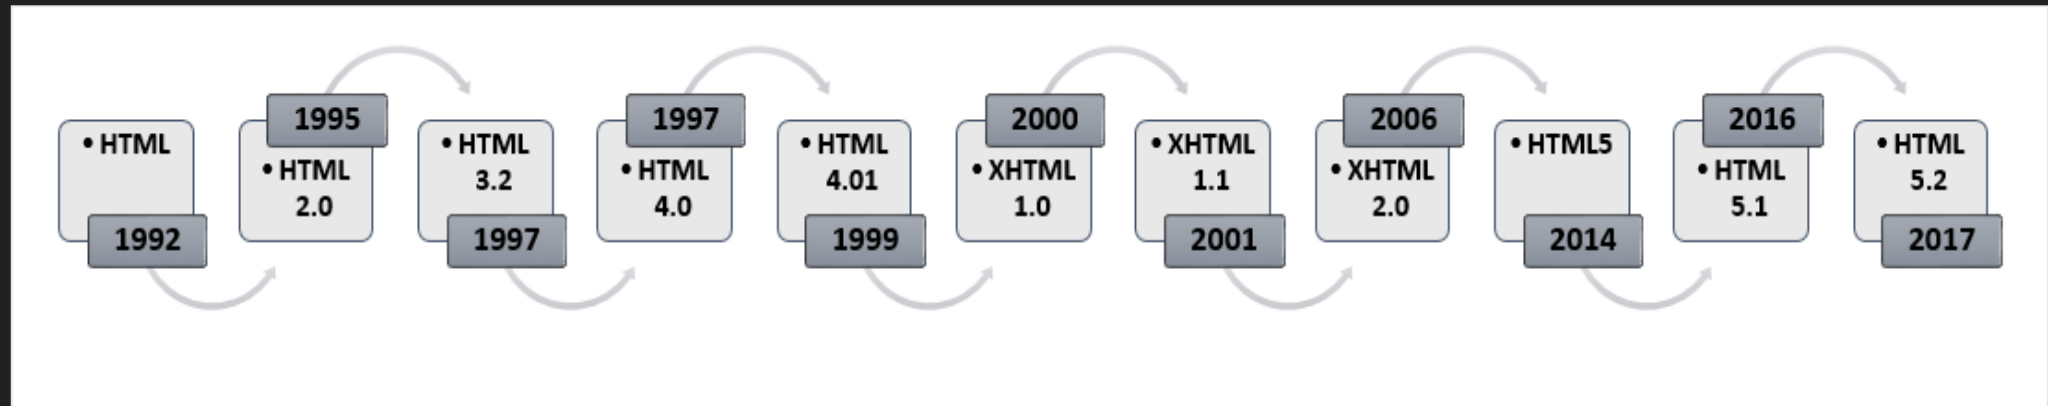 • HTML
1992
1995
• HTML
2.0
• HTML
3.2
1997
1997
• HTML
4.0
• HTML
4.01
1999
2000
• XHTML
1.0
• XHTML
1.1
2001
2006
• XHTML
2.0
• HTML5
2014
2016
• HTML
5.1
• HTML
5.2
2017